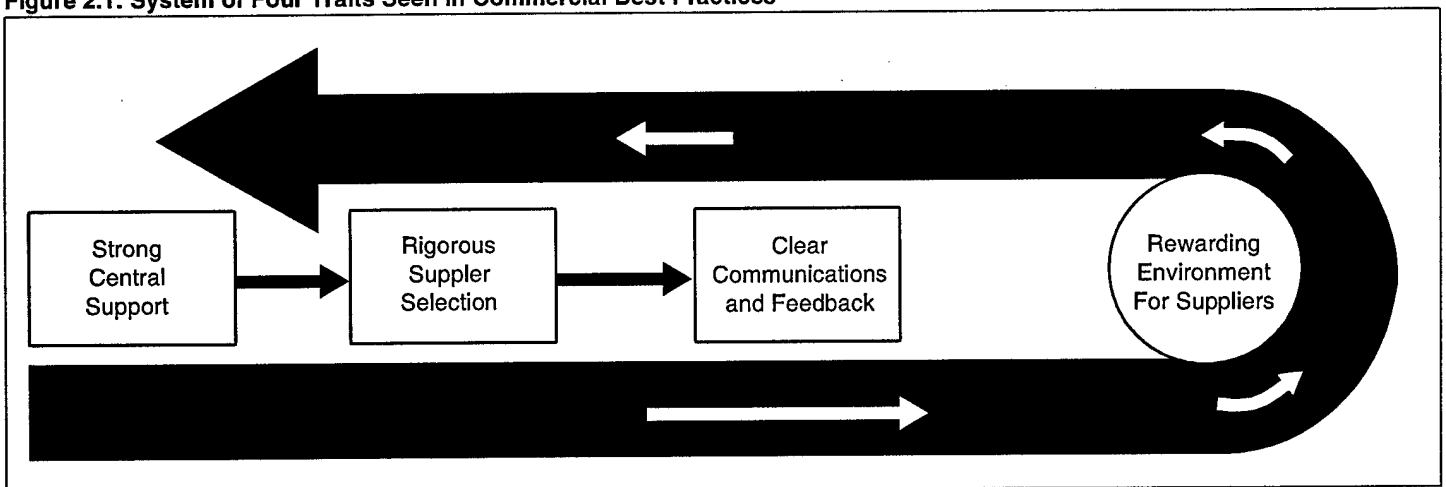 Figure 2.1: System of Four Traits Seen in Commercial Best Practices
Strong
Central
Support
Rigorous
Suppler
Selection
Clear
Communications
and Feedback
Rewarding
Environment
For Suppliers